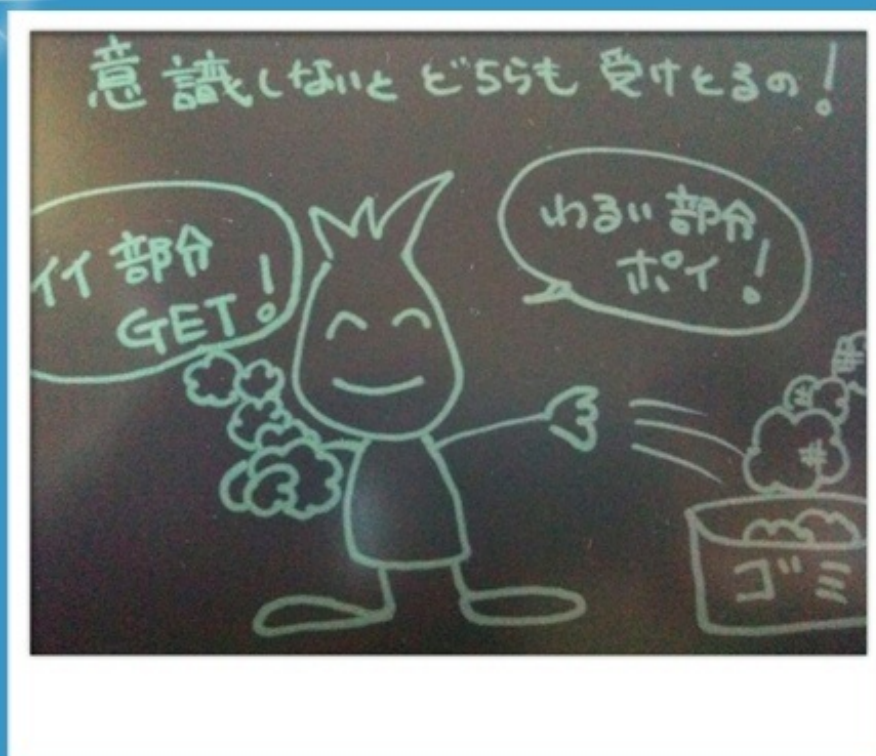 意識しないと どちらも 受けとるの!
イイ部分
GET!
わるい部分
ポイ!
ゴミ